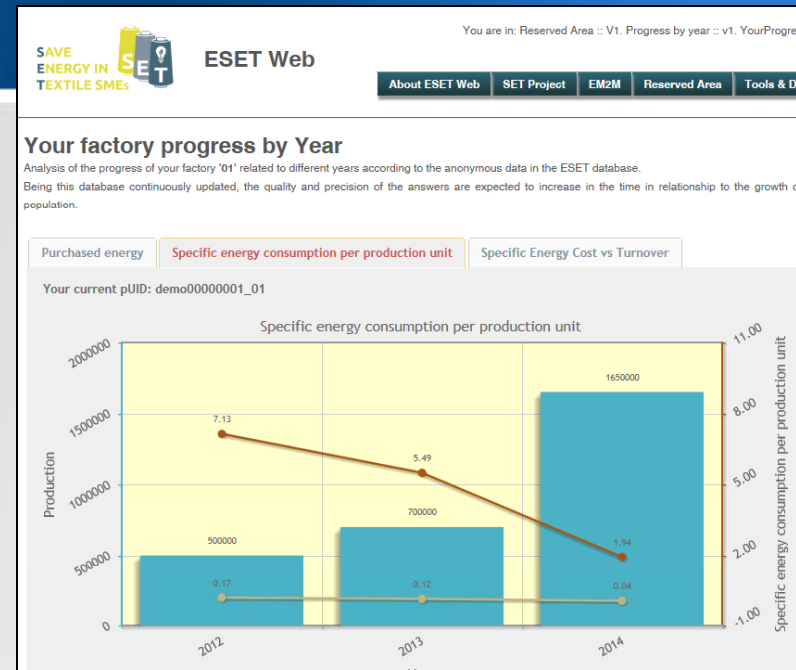 You are in: Reserved Area :: V1. Progress by year :: v1. YourProgre
SAVE
ENERGY IN
TEXTILE SMEs
SET
ESET Web
About ESET Web SET Project EM2M Reserved Area Tools & D
Your factory progress by Year
Analysis of the progress of your factory '01' related to different years according to the anonymous data in the ESET database.
Being this database continuously updated, the quality and precision of the answers are expected to increase in the time in relationship to the growth
population.
Purchased energy Specific energy consumption per production unit Specific Energy Cost vs Turnover
Your current pUID: demo00000001_01
Specific energy consumption per production unit
2000000
1500000
1000000
500000
0
Production
11.00
8.00
5.00
2.00
-1.00
Specific energy consumption per production unit
1650000
7.13
5.49
700000
500000
1.94
0.17
0.12
0.04
2012
2013
2014